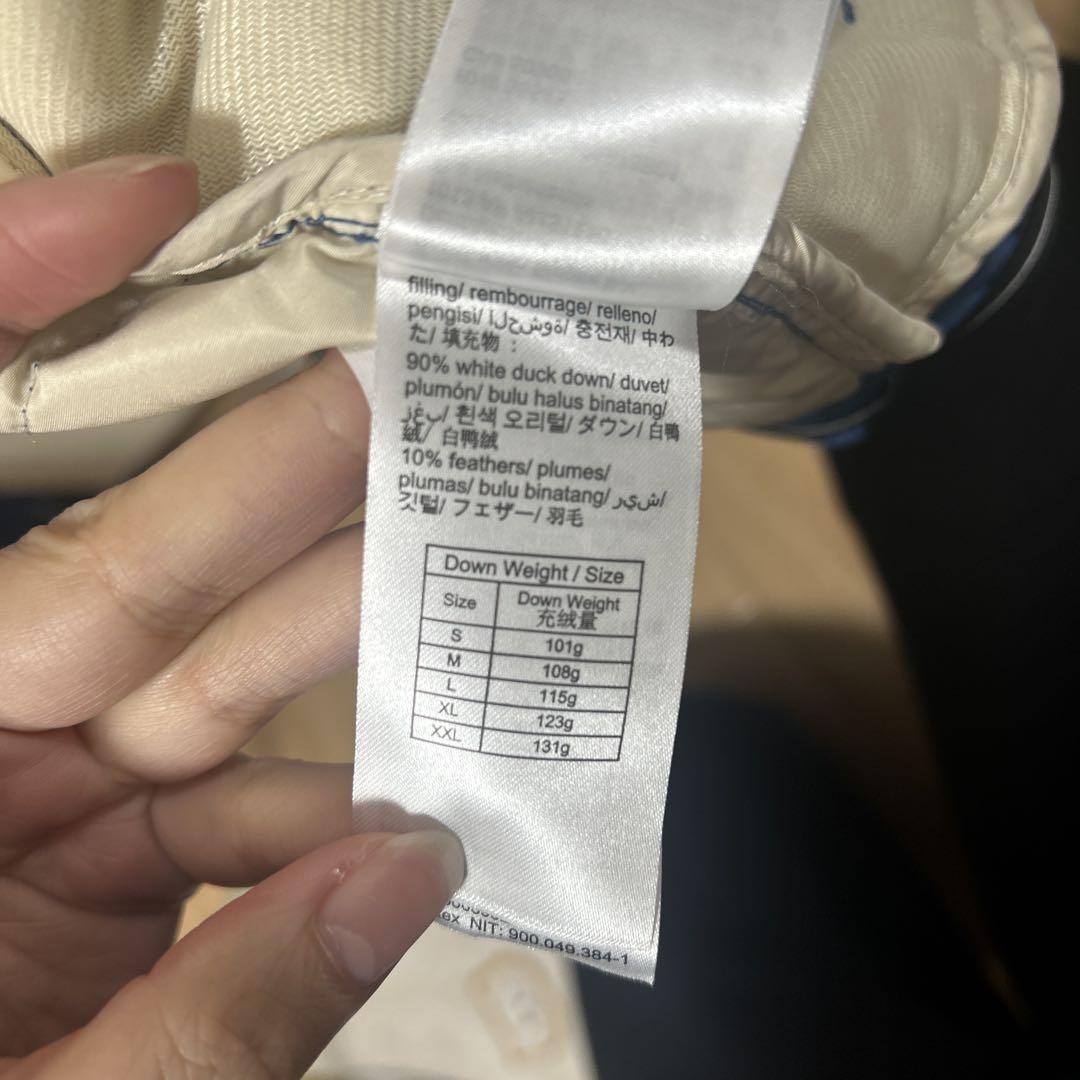 filling/ rembourrage/ relleno/
pengisi/ الحشوة/ 충전재/ 中わ
た/ 填充物：
90% white duck down/ duvet/
plumón/ bulu halus binatang/
زغب/ 흰색 오리털/ ダウン/ 白鴨
絨/ 白鸭绒
10% feathers/ plumes/
plumas/ bulu binatang/ ريش/
깃털/ フェザー/ 羽毛
Down Weight / Size
Size Down Weight
充绒量
S 101g
M 108g
L 115g
XL 123g
XXL 131g
NIT: 900.049.384-1